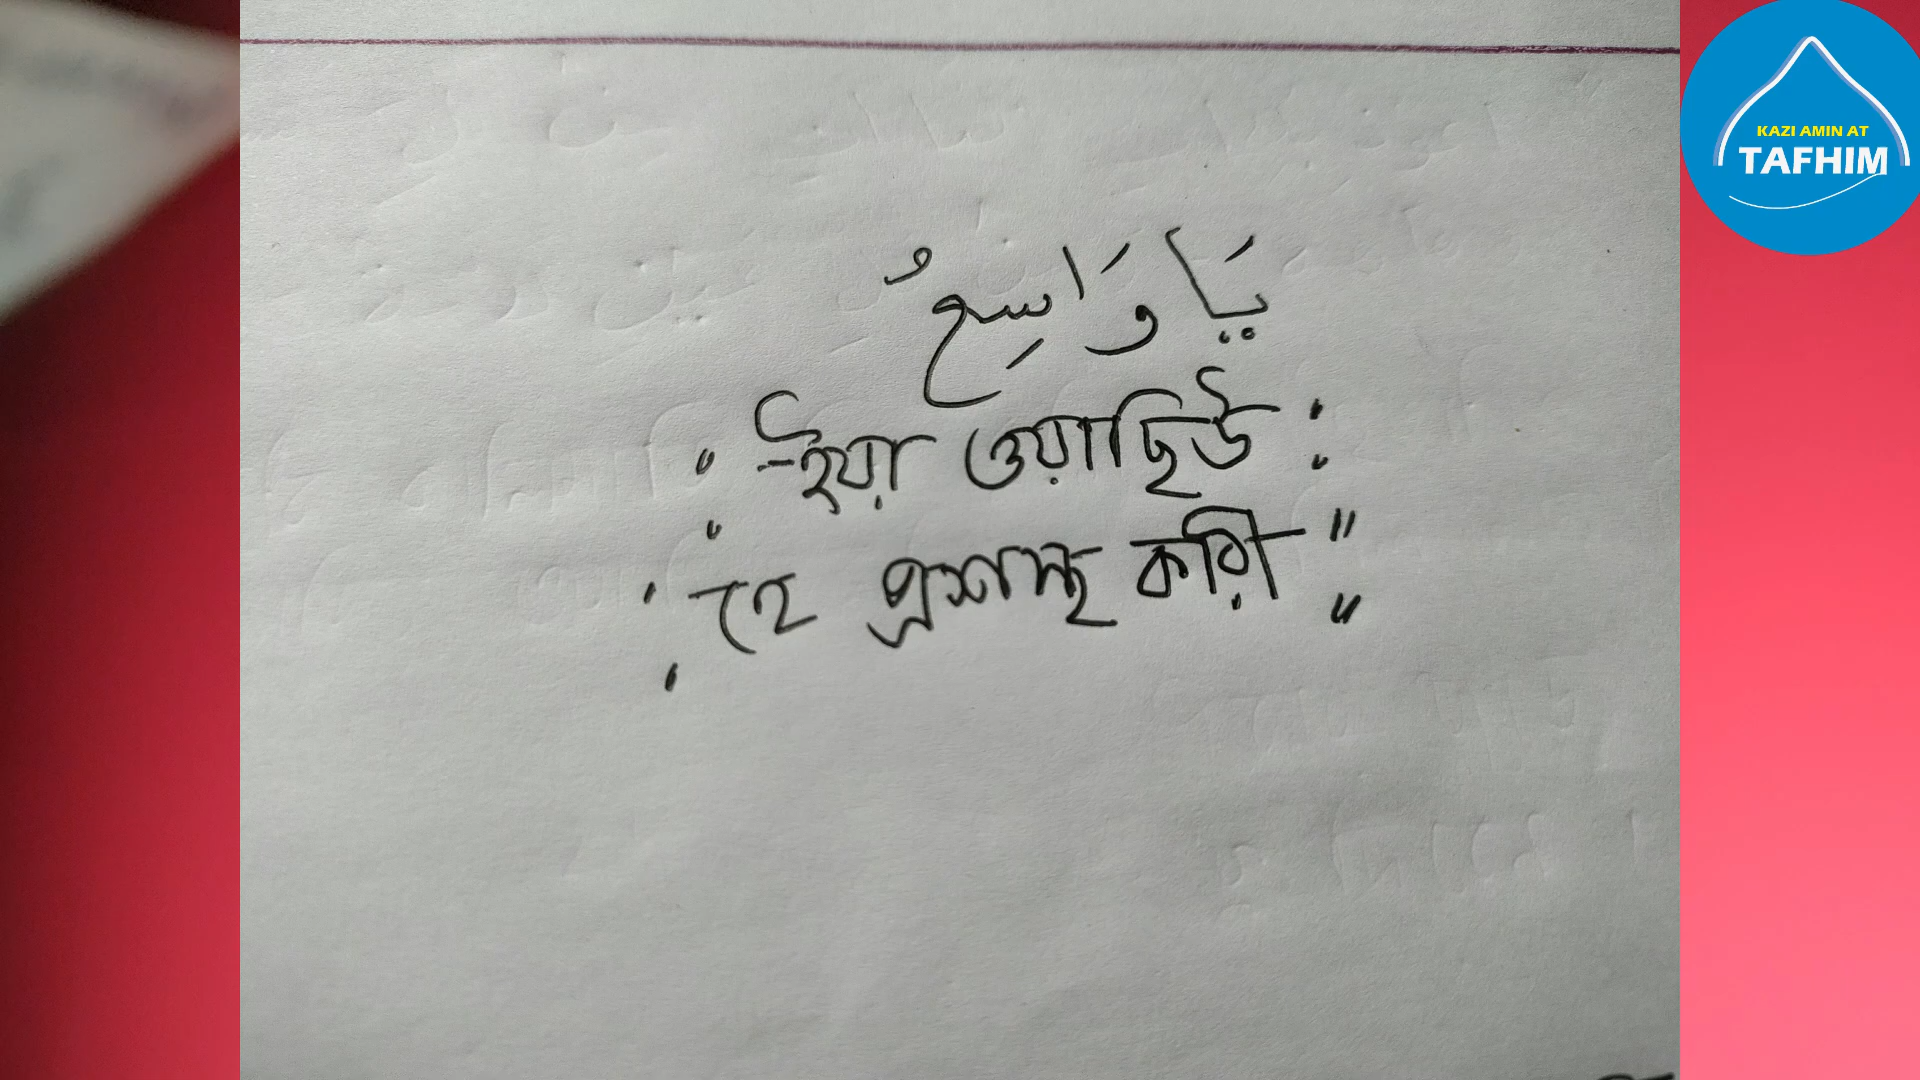 يَا وَاسِعُ
: ইয়া ওয়াছিউ :
: হে প্রশস্থ কারী "
KAZI AMIN AT
TAFHIM